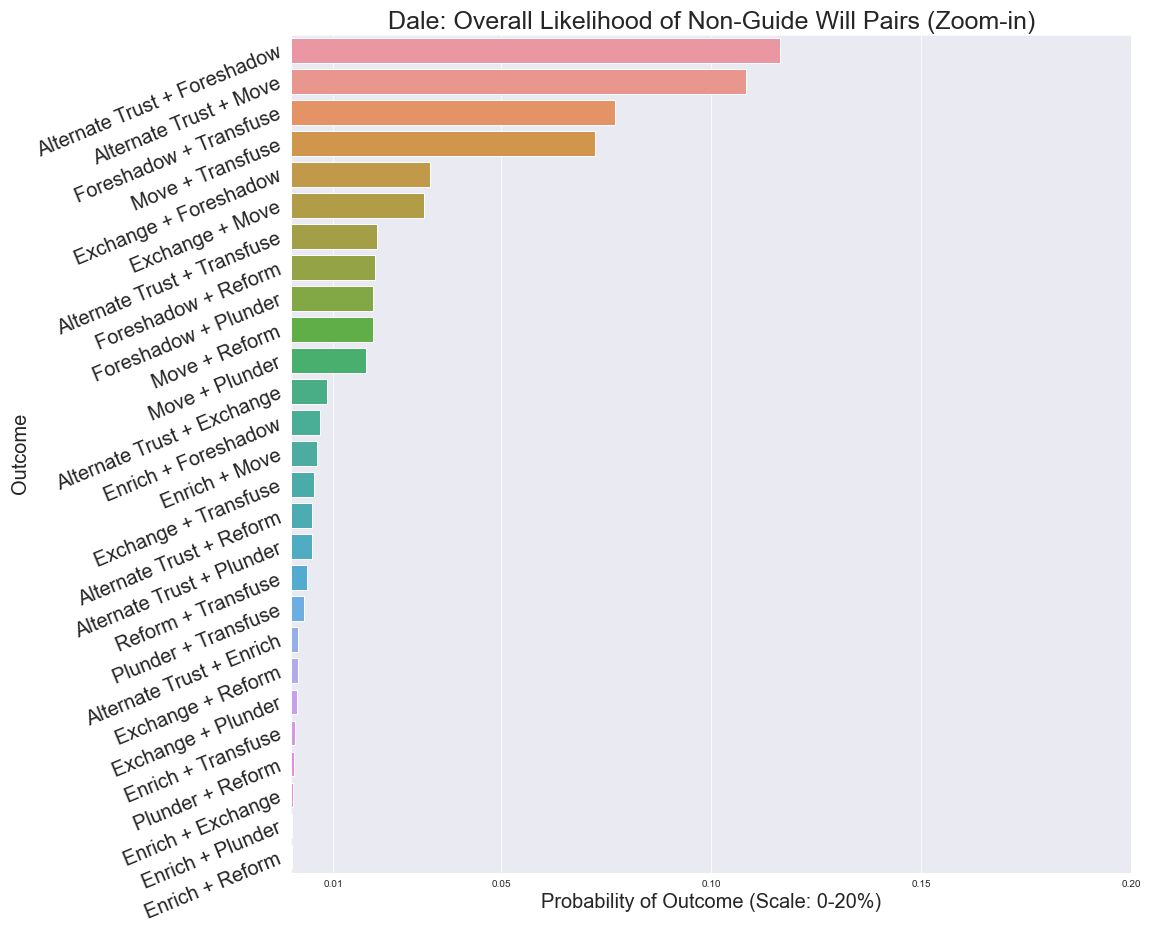 Dale: Overall Likelihood of Non-Guide Will Pairs (Zoom-in)
Outcome
Alternate Trust + Foreshadow
Alternate Trust + Move
Foreshadow + Transfuse
Move + Transfuse
Exchange + Foreshadow
Exchange + Move
Alternate Trust + Transfuse
Foreshadow + Reform
Foreshadow + Plunder
Move + Reform
Move + Plunder
Alternate Trust + Exchange
Enrich + Foreshadow
Enrich + Move
Exchange + Transfuse
Alternate Trust + Reform
Alternate Trust + Plunder
Reform + Transfuse
Plunder + Transfuse
Alternate Trust + Enrich
Exchange + Reform
Exchange + Plunder
Enrich + Transfuse
Plunder + Reform
Enrich + Exchange
Enrich + Plunder
Enrich + Reform
0.01 0.05 0.10 0.15 0.20
Probability of Outcome (Scale: 0-20%)